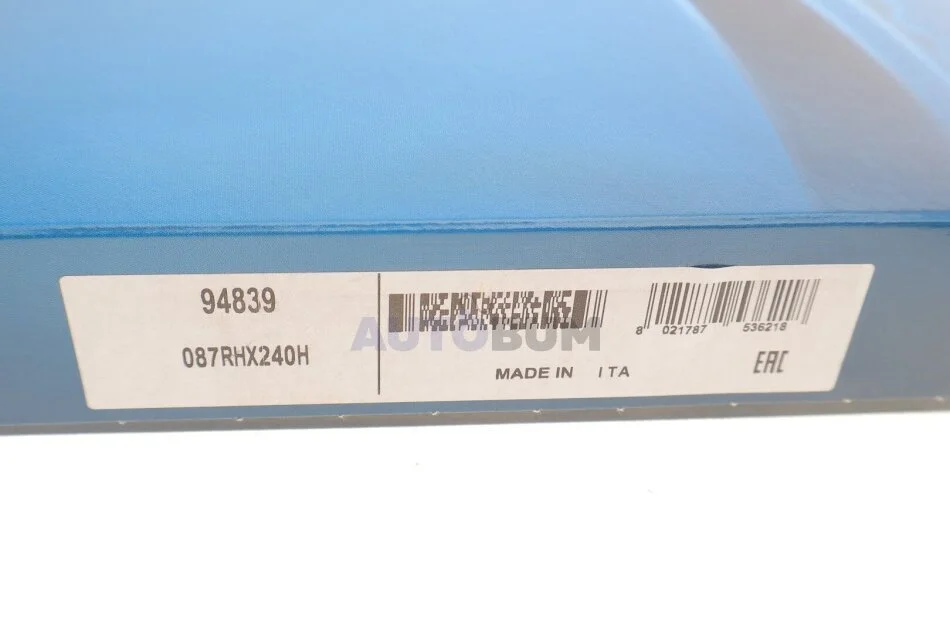 94839
087RHX240H
AUTOBUM
MADE IN ITA
8 021787 536218
EAC